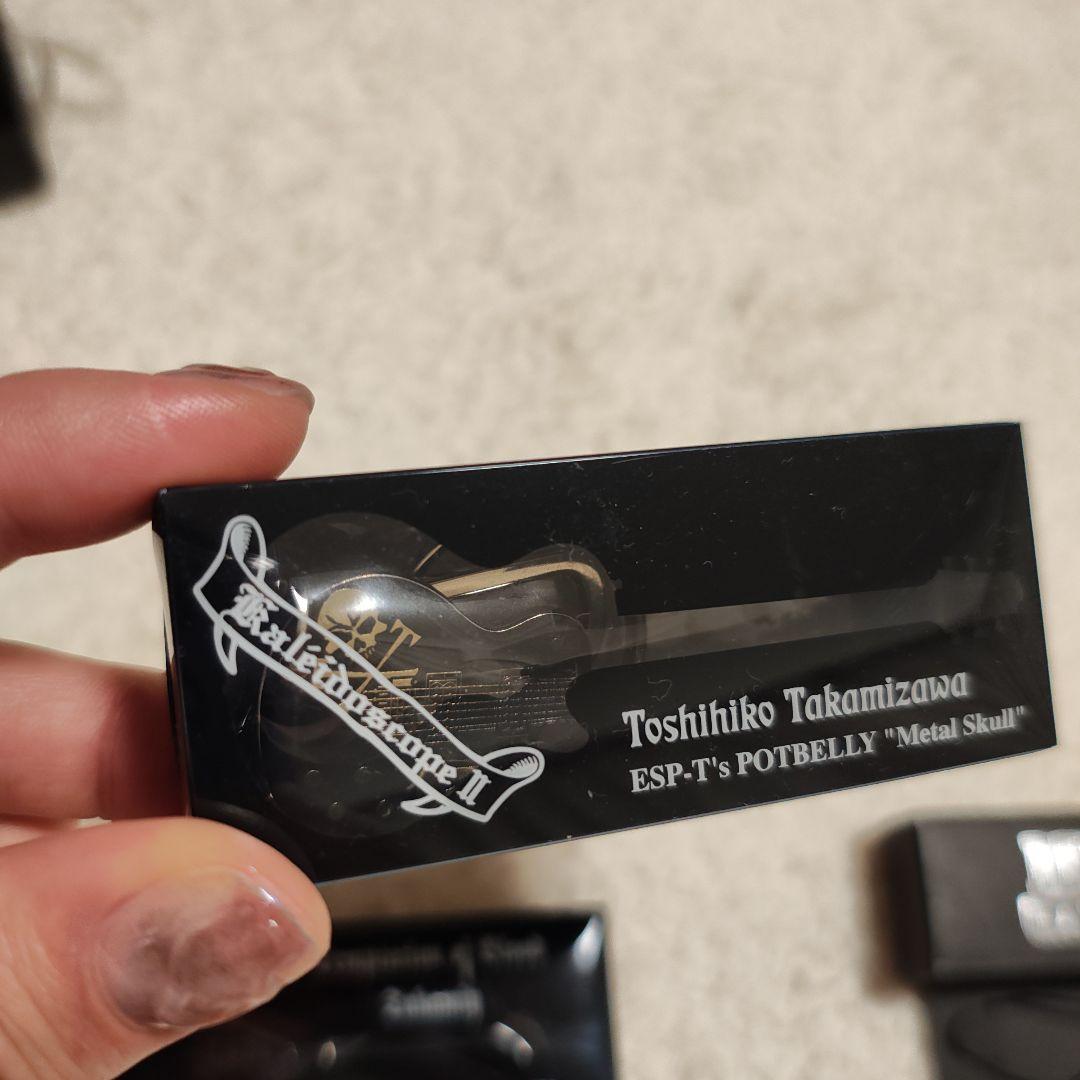 Kaleidoscope II
T
Toshihiko Takamizawa
ESP-T's POTBELLY "Metal Skull"